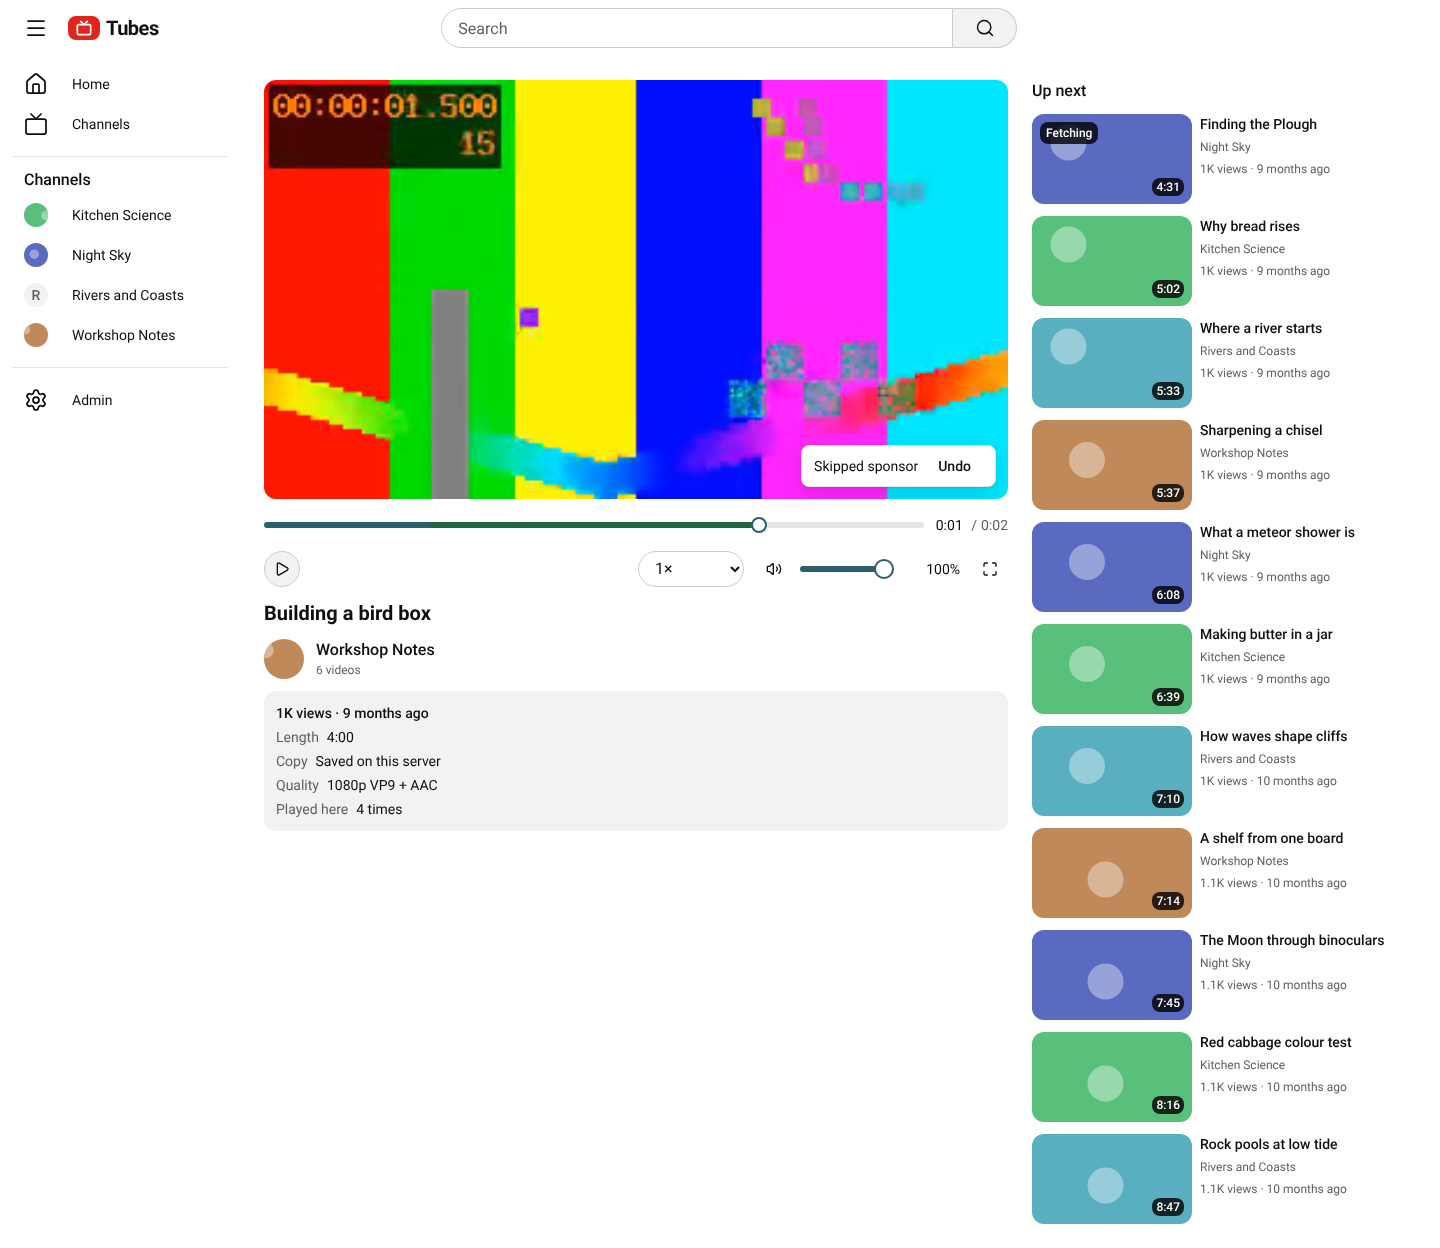 Tubes
Search
Home
Channels
Channels
Kitchen Science
Night Sky
R
Rivers and Coasts
Workshop Notes
Admin
00:00:01.500
45
Skipped sponsor Undo
0:01 / 0:02
1×
100%
Building a bird box
Workshop Notes
6 videos
1K views · 9 months ago
Length 4:00
Copy Saved on this server
Quality 1080p VP9 + AAC
Played here 4 times
Up next
Fetching
4:31
Finding the Plough
Night Sky
1K views · 9 months ago
5:02
Why bread rises
Kitchen Science
1K views · 9 months ago
5:33
Where a river starts
Rivers and Coasts
1K views · 9 months ago
5:37
Sharpening a chisel
Workshop Notes
1K views · 9 months ago
6:08
What a meteor shower is
Night Sky
1K views · 9 months ago
6:39
Making butter in a jar
Kitchen Science
1K views · 9 months ago
7:10
How waves shape cliffs
Rivers and Coasts
1K views · 10 months ago
7:14
A shelf from one board
Workshop Notes
1.1K views · 10 months ago
7:45
The Moon through binoculars
Night Sky
1.1K views · 10 months ago
8:16
Red cabbage colour test
Kitchen Science
1.1K views · 10 months ago
8:47
Rock pools at low tide
Rivers and Coasts
1.1K views · 10 months ago